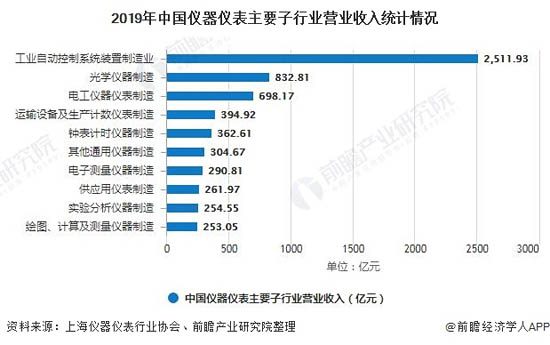 2019年中国仪器仪表主要子行业营业收入统计情况
工业自动控制系统装置制造业 2,511.93
光学仪器制造 832.81
电工仪器仪表制造 698.17
运输设备及生产计数仪表制造 394.92
钟表计时仪器制造 362.61
其他通用仪器制造 304.67
电子测量仪器制造 290.81
供应用仪表制造 261.97
实验分析仪器制造 254.55
绘图、计算及测量仪器制造 253.05
0 500 1000 1500 2000 2500 3000
单位：亿元
中国仪器仪表主要子行业营业收入（亿元）
资料来源：上海仪器仪表行业协会、前瞻产业研究院整理 @前瞻经济学人APP
前瞻产业研究院